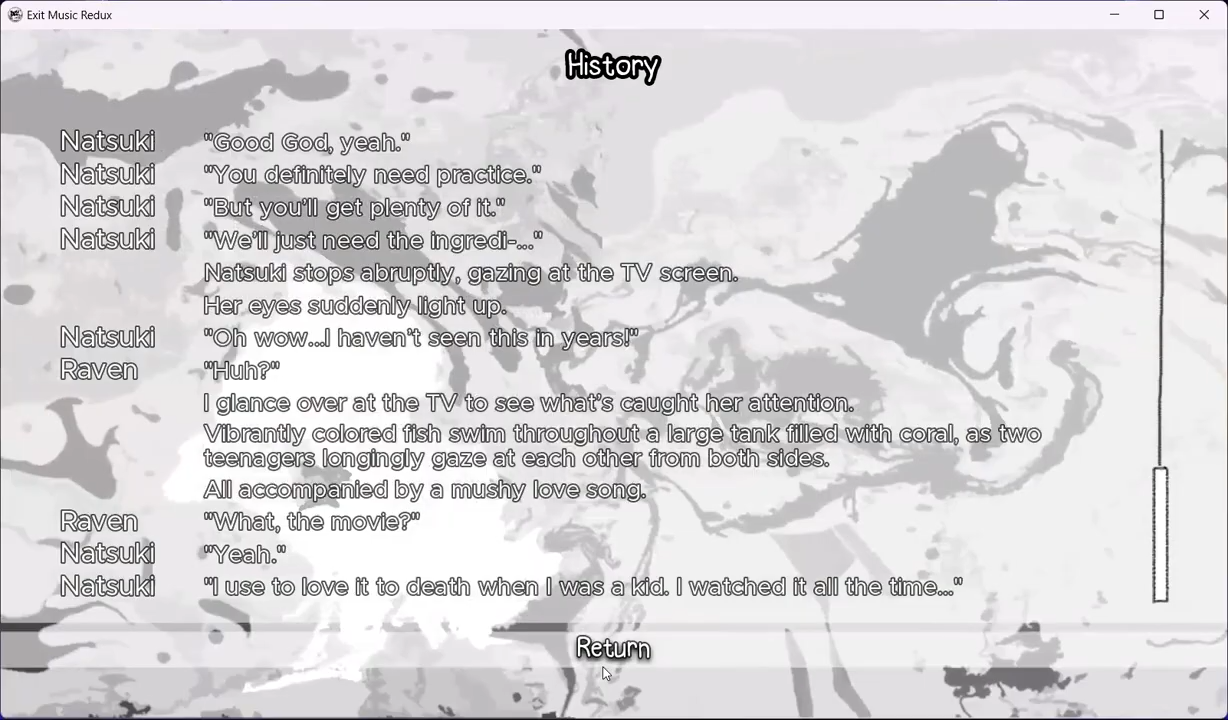 Exit Music Redux
History
Natsuki "Good God, yeah."
Natsuki "You definitely need practice."
Natsuki "But you'll get plenty of it."
Natsuki "We'll just need the ingredi-..."
Natsuki stops abruptly, gazing at the TV screen.
Her eyes suddenly light up.
Natsuki "Oh wow...I haven't seen this in years!"
Raven "Huh?"
I glance over at the TV to see what's caught her attention.
Vibrantly colored fish swim throughout a large tank filled with coral, as two
teenagers longingly gaze at each other from both sides.
All accompanied by a mushy love song.
Raven "What, the movie?"
Natsuki "Yeah."
Natsuki "I use to love it to death when I was a kid. I watched it all the time..."
Return